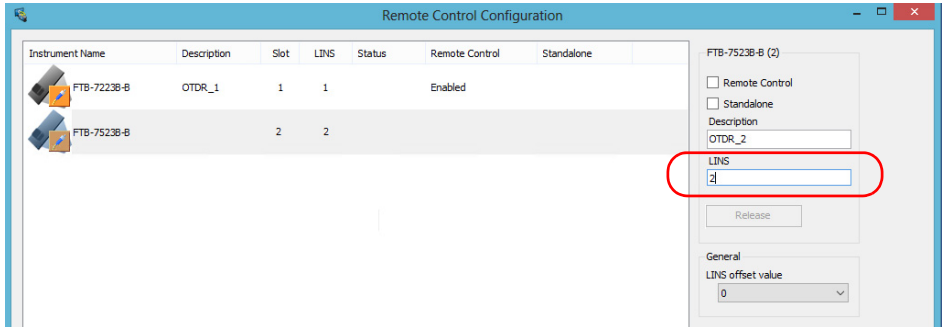 Remote Control Configuration
Instrument Name Description Slot LINS Status Remote Control Standalone
FTB-7223B-B OTDR_1 1 1 Enabled
FTB-7523B-B 2 2
FTB-7523B-B (2)
Remote Control
Standalone
Description
OTDR_2
LINS
2
Release
General
LINS offset value
0